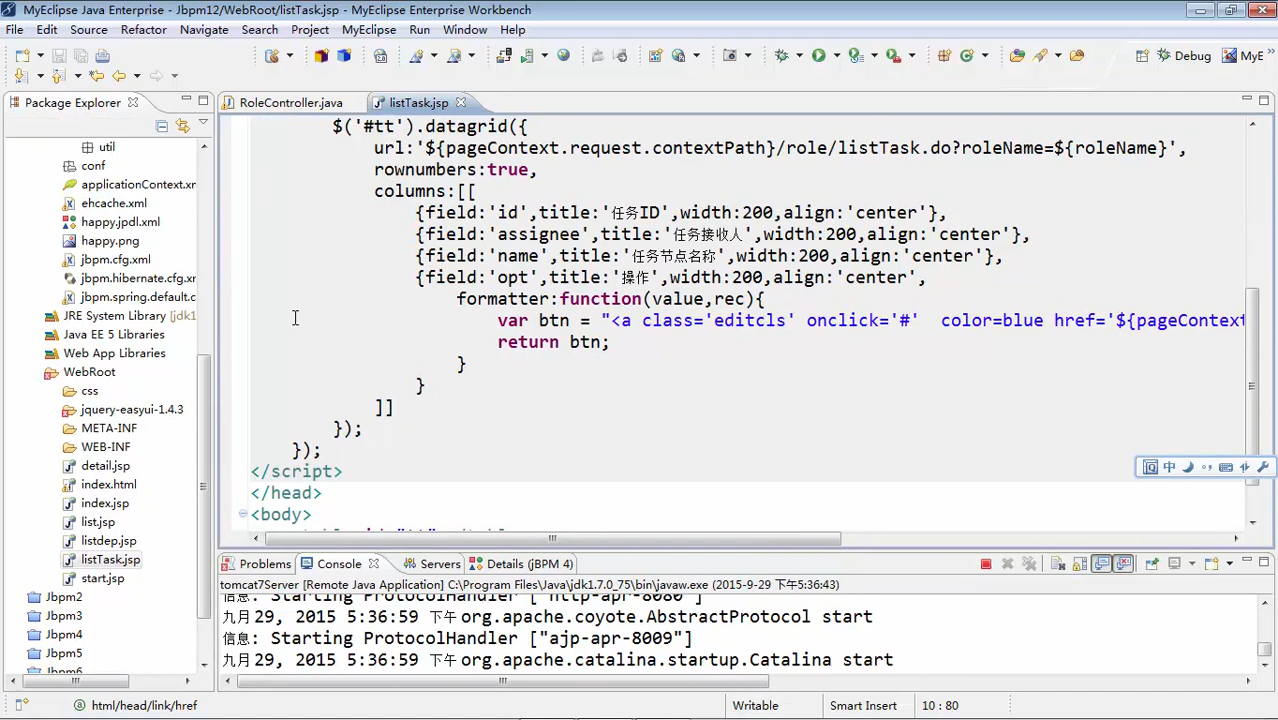 MyEclipse Java Enterprise - Jbpm12/WebRoot/listTask.jsp - MyEclipse Enterprise Workbench
File Edit Source Refactor Navigate Search Project MyEclipse Run Window Help
Debug MyE
Package Explorer
RoleController.java listTask.jsp
util
conf
applicationContext.xr
ehcache.xml
happy.jpdl.xml
happy.png
jbpm.cfg.xml
jbpm.hibernate.cfg.x
jbpm.spring.default.c
JRE System Library [jdk1
Java EE 5 Libraries
Web App Libraries
WebRoot
css
jquery-easyui-1.4.3
META-INF
WEB-INF
detail.jsp
index.html
index.jsp
list.jsp
listdep.jsp
listTask.jsp
start.jsp
Jbpm2
Jbpm3
Jbpm4
Jbpm5
Jbpm6
$('#tt').datagrid({
url:'${pageContext.request.contextPath}/role/listTask.do?roleName=${roleName}',
rownumbers:true,
columns:[[
{field:'id',title:'任务ID',width:200,align:'center'},
{field:'assignee',title:'任务接收人',width:200,align:'center'},
{field:'name',title:'任务节点名称',width:200,align:'center'},
{field:'opt',title:'操作',width:200,align:'center',
formatter:function(value,rec){
var btn = "<a class='editcls' onclick='#'  color=blue href='${pageContext
return btn;
}
}
]]
});
});
</script>
</head>
<body>
中
Problems Console Servers Details (jBPM 4)
tomcat7Server [Remote Java Application] C:\Program Files\Java\jdk1.7.0_75\bin\javaw.exe (2015-9-29 下午5:36:43)
信息: Starting ProtocolHandler ["http-apr-8080"]
九月 29, 2015 5:36:59 下午 org.apache.coyote.AbstractProtocol start
信息: Starting ProtocolHandler ["ajp-apr-8009"]
九月 29, 2015 5:36:59 下午 org.apache.catalina.startup.Catalina start
html/head/link/href Writable Smart Insert 10 : 80